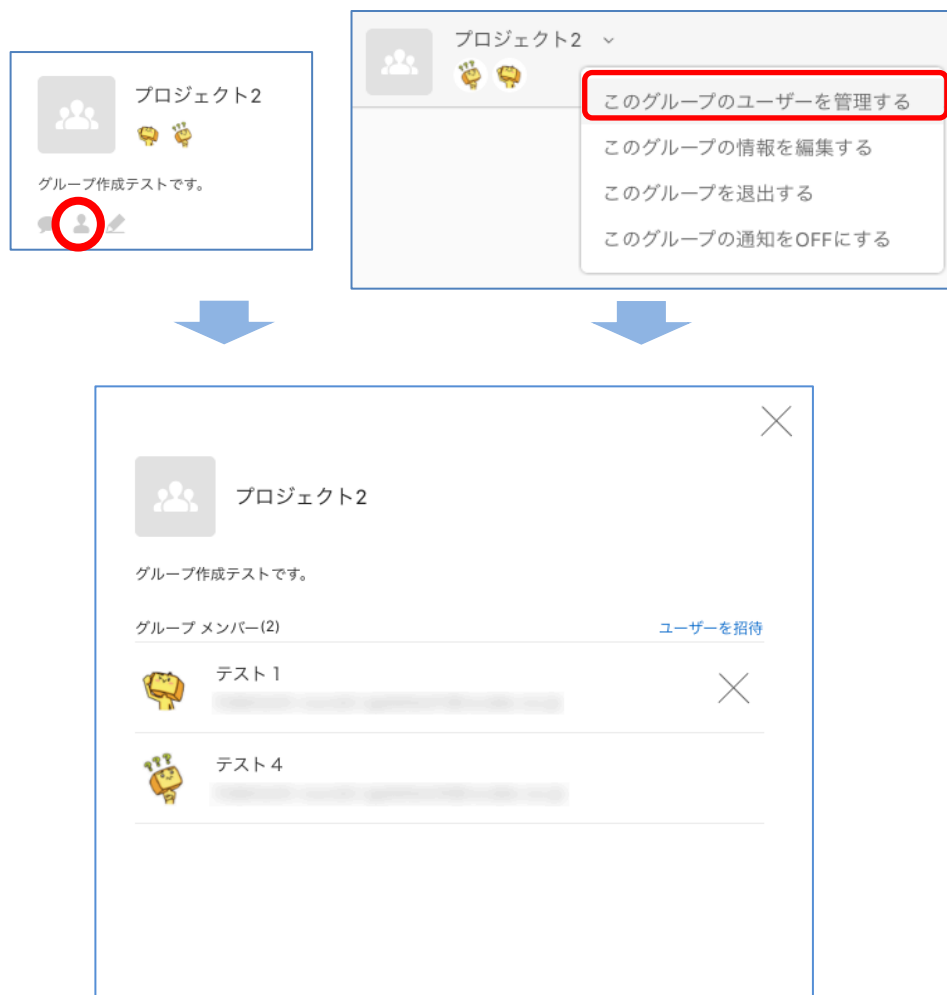 プロジェクト2
グループ作成テストです。
プロジェクト2
このグループのユーザーを管理する
このグループの情報を編集する
このグループを退出する
このグループの通知をOFFにする
プロジェクト2
グループ作成テストです。
グループ メンバー(2)
ユーザーを招待
テスト 1
テスト 4